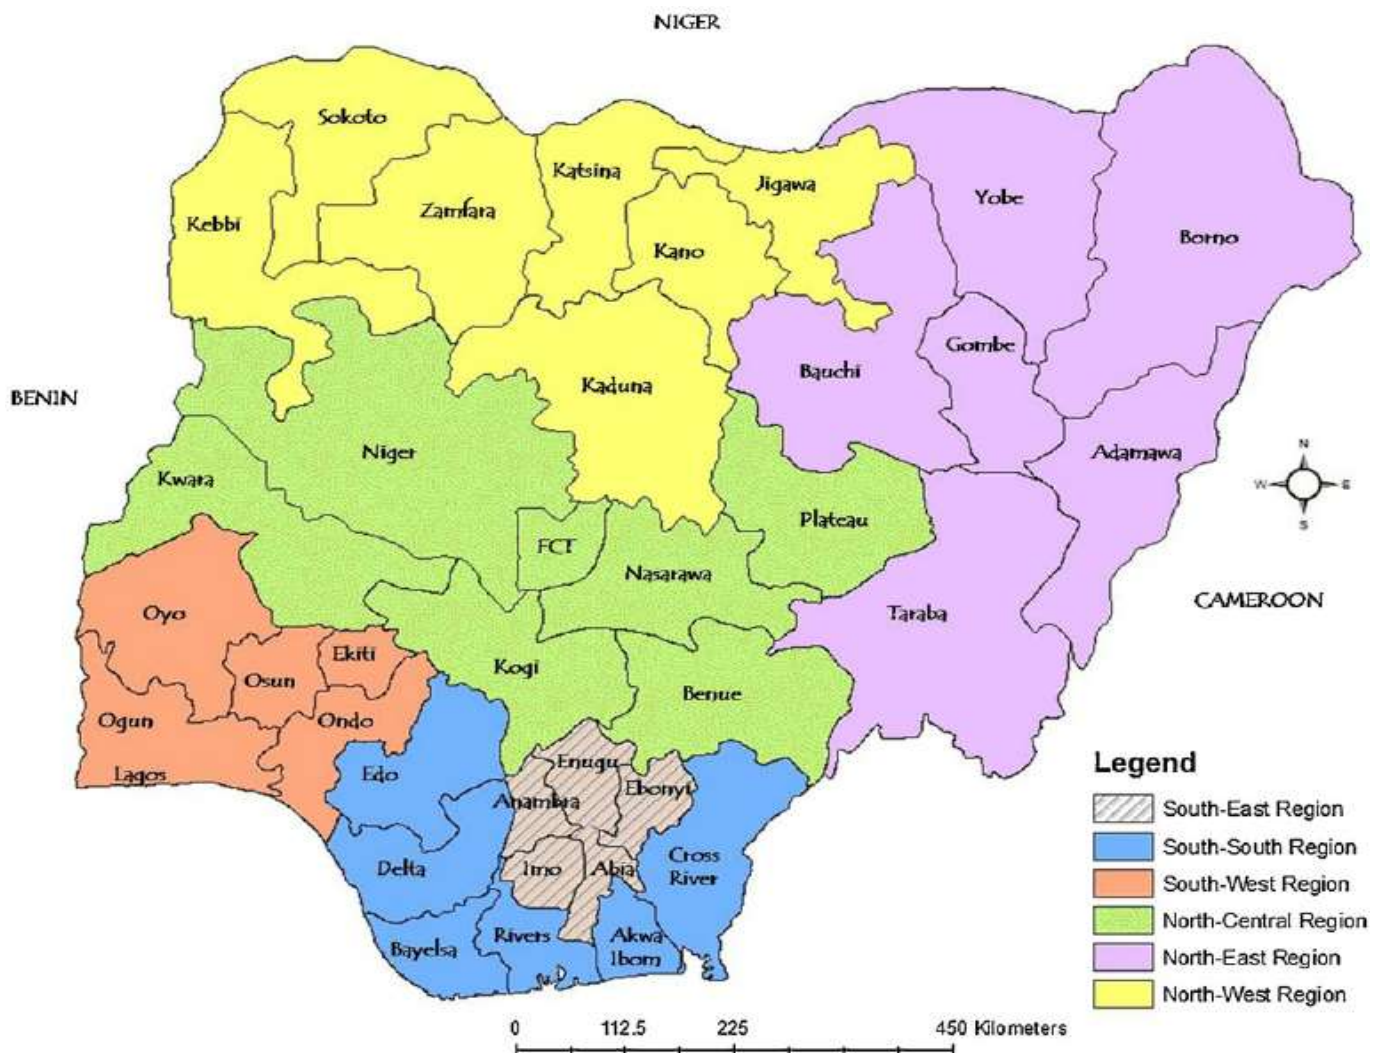 NIGER
Sokoto
Katsina
Jigawa
Kebbi
Zamfara
Yobe
Kano
Borno
Gombe
Bauchi
Kaduna
BENIN
Niger
Adamawa
N
W E
S
Kwara
Plateau
FCT
Nasarawa
CAMEROON
Oyo
Taraba
Ekiti
Osun
Kogi
Benue
Ogun
Ondo
Lagos
Edo
Enugu
Ebonyi
Anambra
Delta
Imo
Abia
Cross
River
Bayelsa
Rivers
Akwa-
Ibom
Legend
South-East Region
South-South Region
South-West Region
North-Central Region
North-East Region
North-West Region
0 112.5 225 450 Kilometers